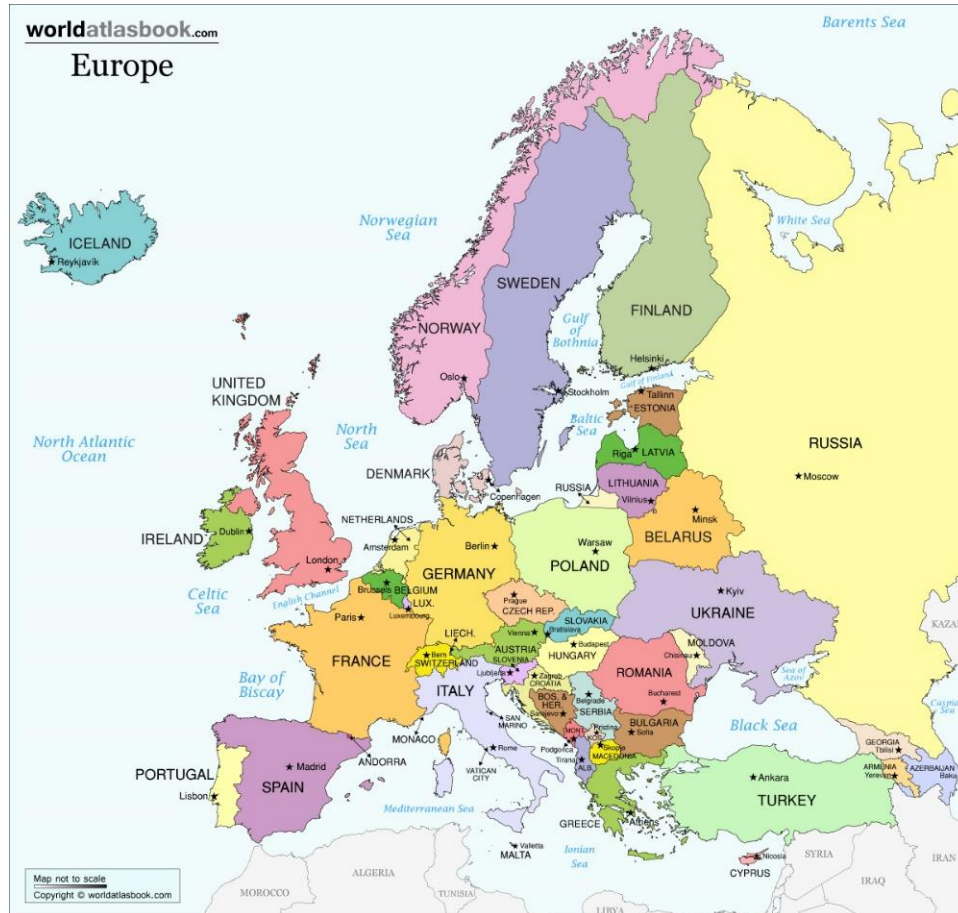 worldatlasbook.com
Europe
Barents Sea
White Sea
Norwegian
Sea
ICELAND
Reykjavík
SWEDEN
FINLAND
NORWAY
Gulf
of
Bothnia
Helsinki
Gulf of Finland
Oslo
Stockholm
Tallinn
ESTONIA
UNITED
KINGDOM
North
Sea
Baltic
Sea
North Atlantic
Ocean
RUSSIA
Moscow
Riga
LATVIA
DENMARK
Copenhagen
RUSSIA
LITHUANIA
Vilnius
Minsk
BELARUS
IRELAND
Dublin
NETHERLANDS
Amsterdam
Berlin
Warsaw
POLAND
London
English Channel
Celtic
Sea
GERMANY
Brussels
BELGIUM
LUX.
Luxembourg
Prague
CZECH REP.
Kyiv
UKRAINE
Paris
LIECH.
SLOVAKIA
Bratislava
Vienna
AUSTRIA
Budapest
HUNGARY
MOLDOVA
Chisinau
FRANCE
Bern
SWITZERLAND
SLOVENIA
Ljubljana
Zagreb
CROATIA
ROMANIA
Bucharest
Bay of
Biscay
ITALY
BOS. &
HER.
Sarajevo
Belgrade
SERBIA
Sea of
Azov
KAZA
Caspi
Sea
SAN
MARINO
MONACO
ANDORRA
MONT.
Podgorica
Pristina
KOS.
BULGARIA
Sofia
Black Sea
GEORGIA
Tbilisi
Skopje
MACEDONIA
Tirana
ALB.
Rome
VATICAN
CITY
ARMENIA
Yerevan
AZERBAIJAN
Baku
PORTUGAL
Lisbon
Madrid
SPAIN
Ankara
TURKEY
Mediterranean Sea
GREECE
Athens
Ionian
Sea
Valletta
MALTA
Nicosia
CYPRUS
SYRIA
IRAQ
IRAN
MOROCCO
ALGERIA
TUNISIA
LIBYA
Map not to scale
Copyright © worldatlasbook.com